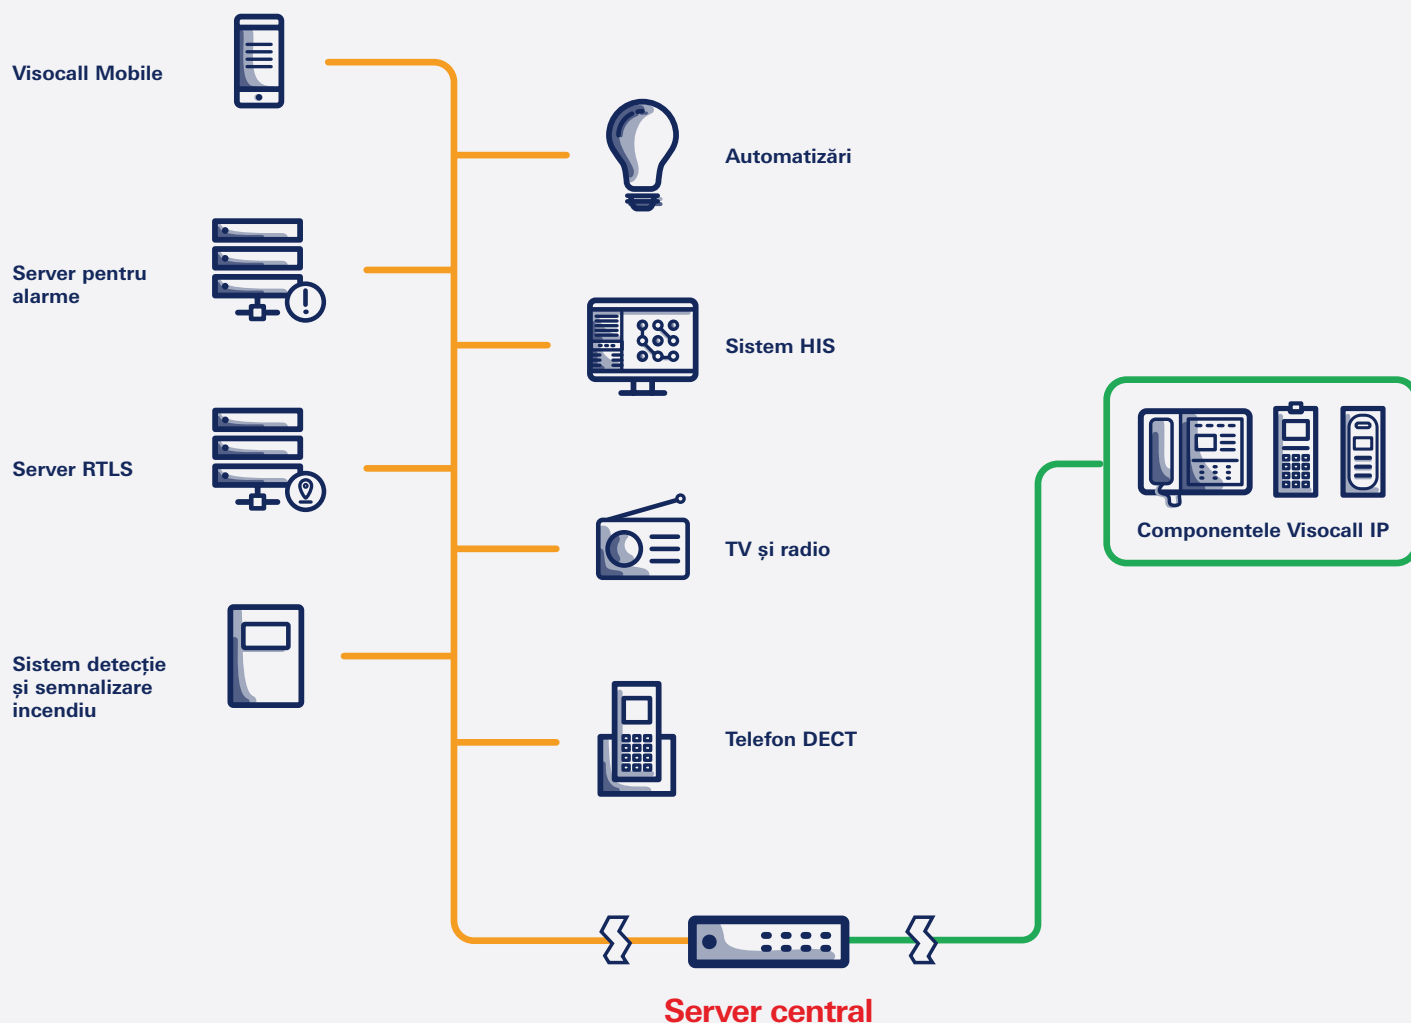 Visocall Mobile
Automatizări
Server pentru
alarme
Sistem HIS
Server RTLS
TV și radio
Componentele Visocall IP
Sistem detecție
și semnalizare
incendiu
Telefon DECT
Server central